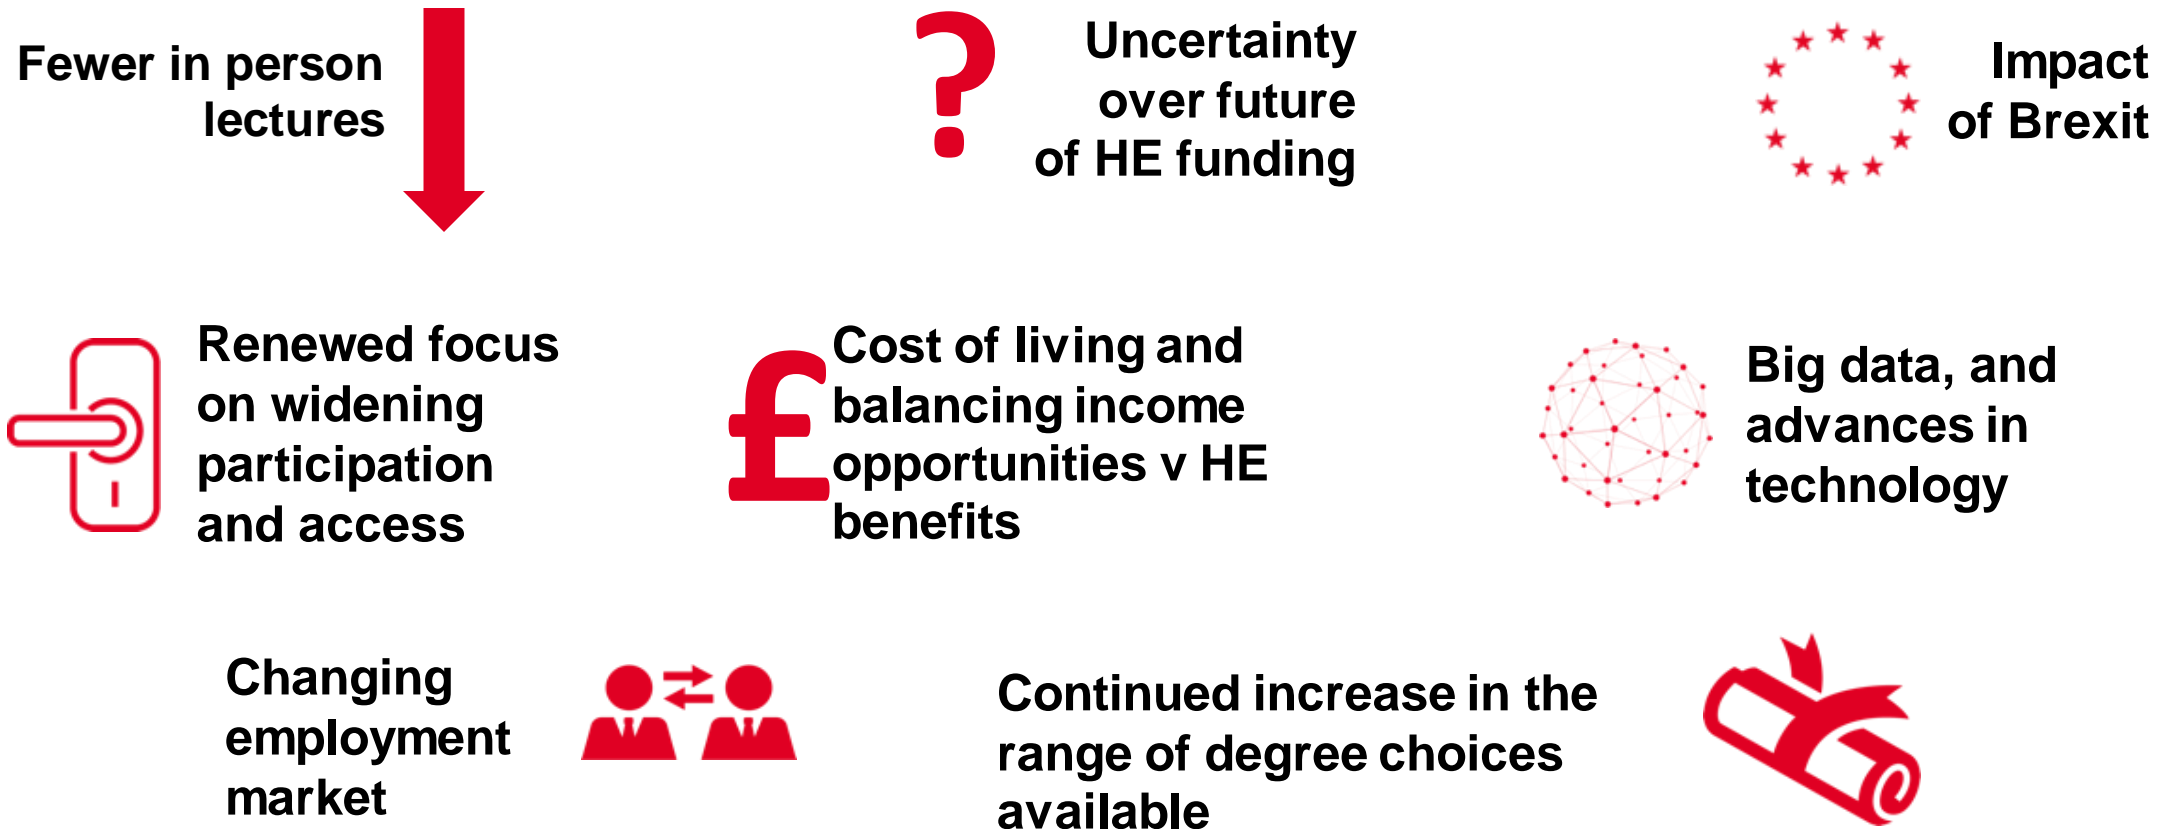 Fewer in person
lectures
?
Uncertainty
over future
of HE funding
Impact
of Brexit
Renewed focus
on widening
participation
and access
£
Cost of living and
balancing income
opportunities v HE
benefits
Big data, and
advances in
technology
Changing
employment
market
Continued increase in the
range of degree choices
available